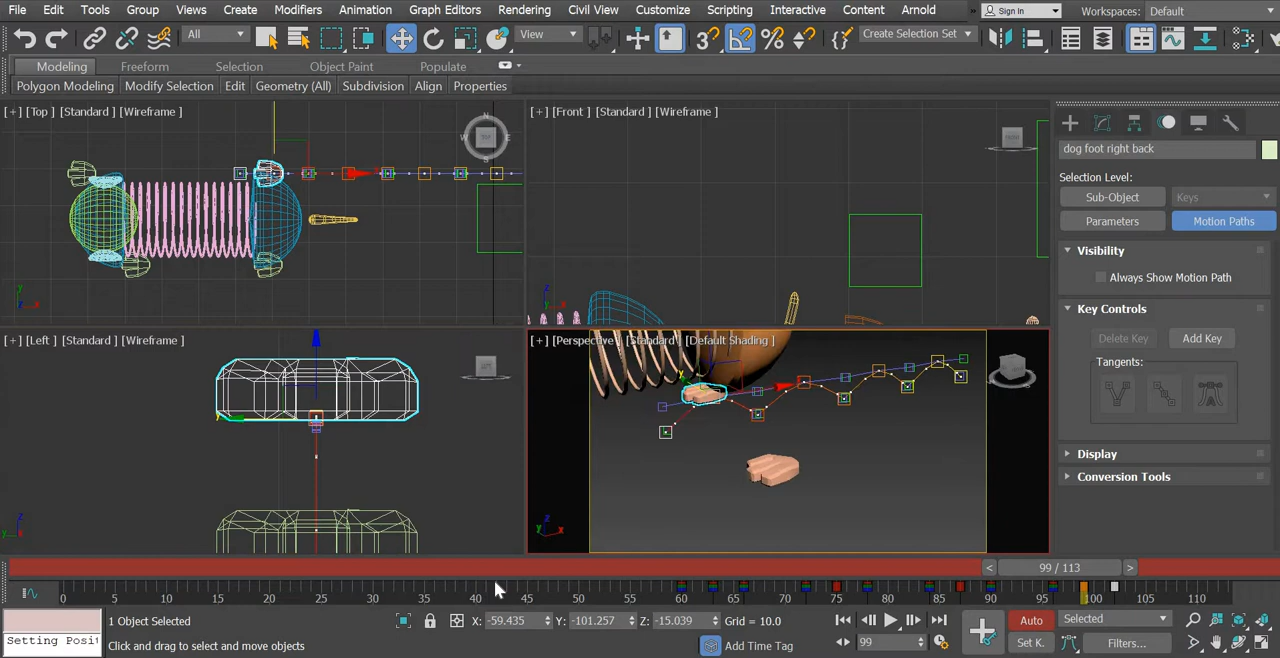 File Edit Tools Group Views Create Modifiers Animation Graph Editors Rendering Civil View Customize Scripting Interactive Content Arnold » Sign In Workspaces: Default
All View Create Selection Set
Modeling Freeform Selection Object Paint Populate
Polygon Modeling Modify Selection Edit Geometry (All) Subdivision Align Properties
[+] [Top] [Standard ] [Wireframe ] [+] [Front] [Standard ] [Wireframe ]
dog foot right back
Selection Level:
Sub-Object Keys
Parameters Motion Paths
Visibility
Always Show Motion Path
Key Controls
[+] [Left ] [Standard ] [Wireframe ] [+] [Perspective] [Standard] [Default Shading ]
Delete Key Add Key
Tangents:
Display
Conversion Tools
< 99 / 113 >
0 5 10 15 20 25 30 35 40 45 50 55 60 65 70 75 80 85 90 95 100 105 110
1 Object Selected X: -59.435 Y: -101.257 Z: -15.039 Grid = 10.0 Auto Selected
Setting Posit Click and drag to select and move objects Add Time Tag 99 Set K. Filters...